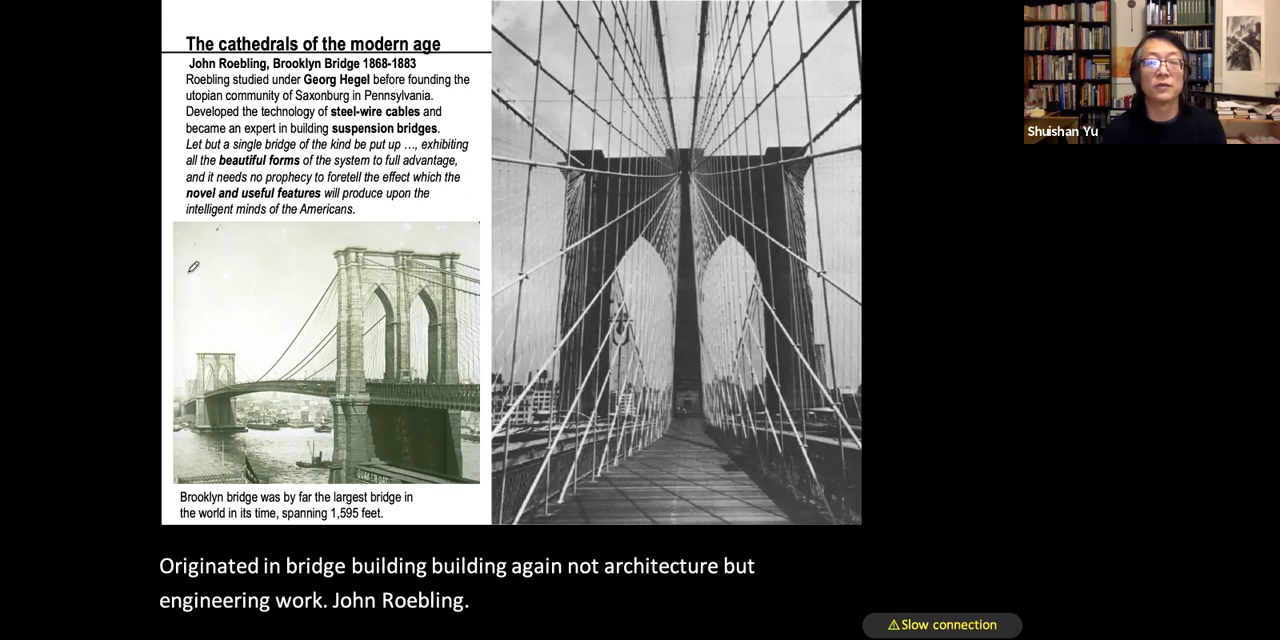 The cathedrals of the modern age
John Roebling, Brooklyn Bridge 1868-1883
Roebling studied under Georg Hegel before founding the
utopian community of Saxonburg in Pennsylvania.
Developed the technology of steel-wire cables and
became an expert in building suspension bridges.
Let but a single bridge of the kind be put up ..., exhibiting
all the beautiful forms of the system to full advantage,
and it needs no prophecy to foretell the effect which the
novel and useful features will produce upon the
intelligent minds of the Americans.
QUAKER OATS
Brooklyn bridge was by far the largest bridge in
the world in its time, spanning 1,595 feet.
Shuishan Yu
Originated in bridge building building again not architecture but
engineering work. John Roebling.
⚠Slow connection